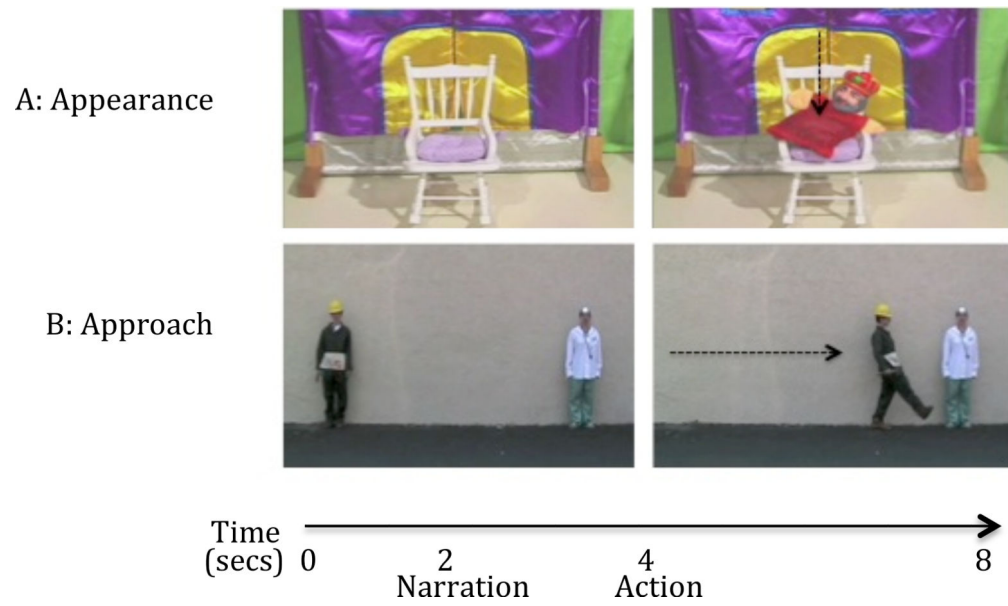 A: Appearance
B: Approach
Time
(secs) 0 2 4 8
Narration Action